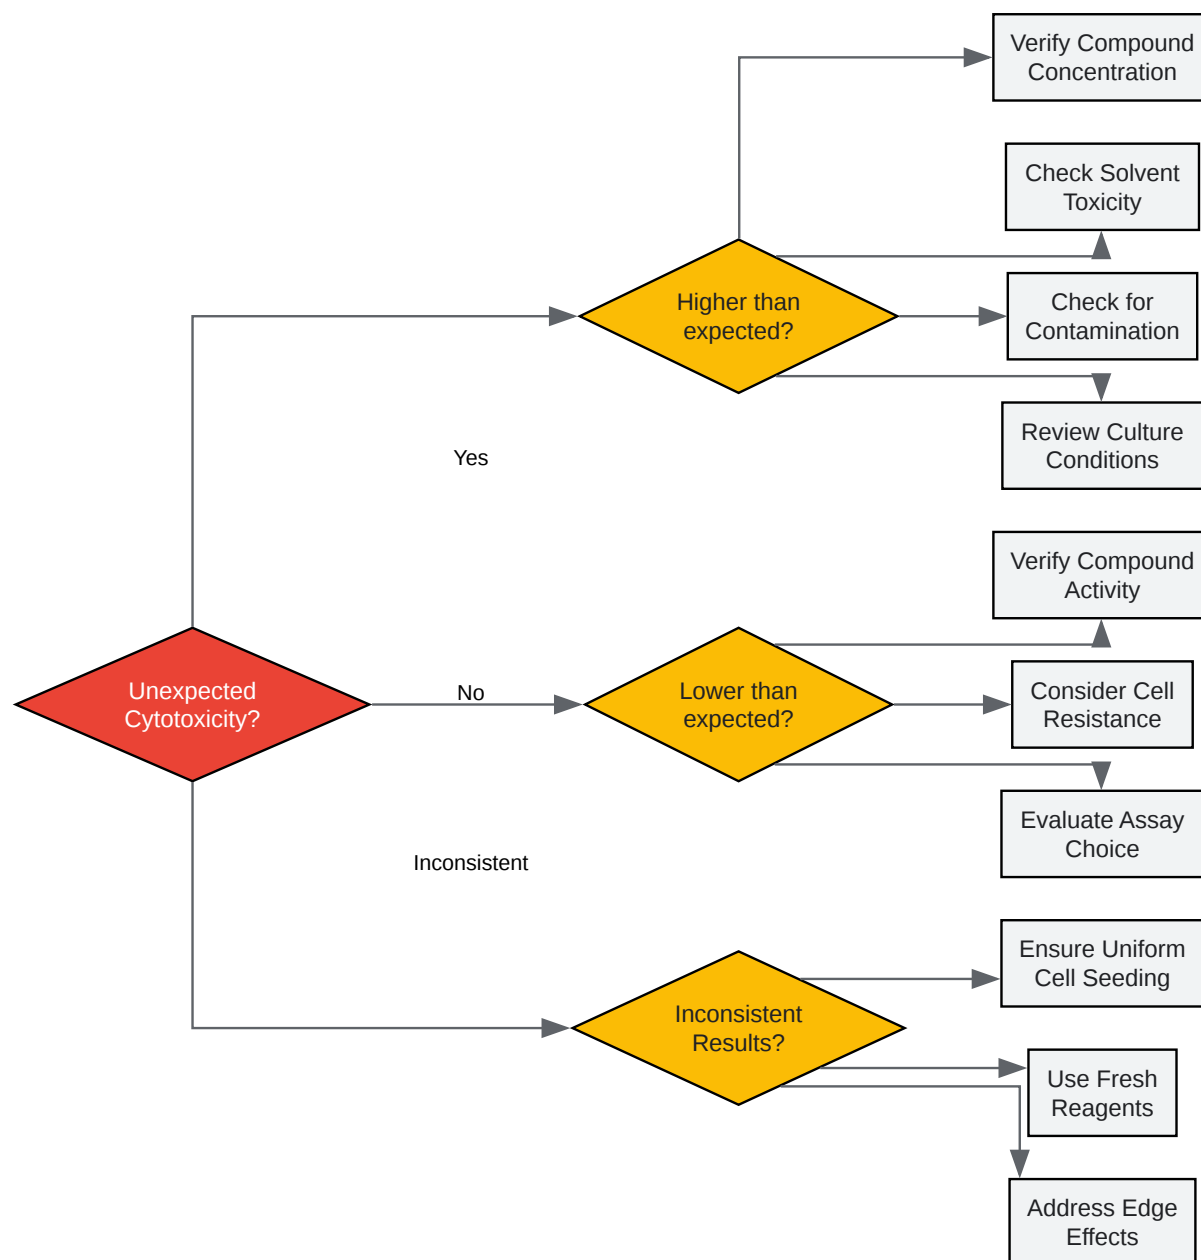 Verify Compound
Concentration
Check Solvent
Toxicity
Higher than
expected?
Check for
Contamination
Review Culture
Conditions
Yes
Verify Compound
Activity
Unexpected
Cytotoxicity?
No
Lower than
expected?
Consider Cell
Resistance
Evaluate Assay
Choice
Inconsistent
Ensure Uniform
Cell Seeding
Inconsistent
Results?
Use Fresh
Reagents
Address Edge
Effects